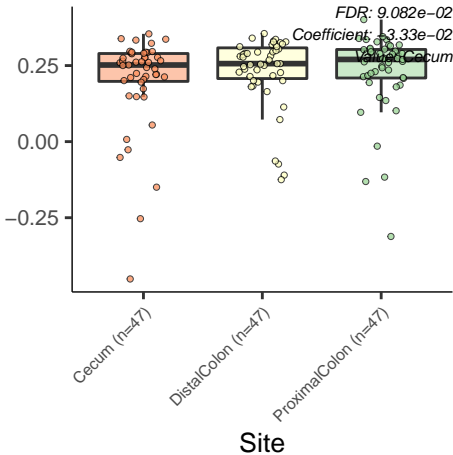 FDR: 9.082e−02
Coefficient: −3.33e−02
Value: Cecum
0.25
0.00
−0.25
Cecum (n=47)
DistalColon (n=47)
ProximalColon (n=47)
Site